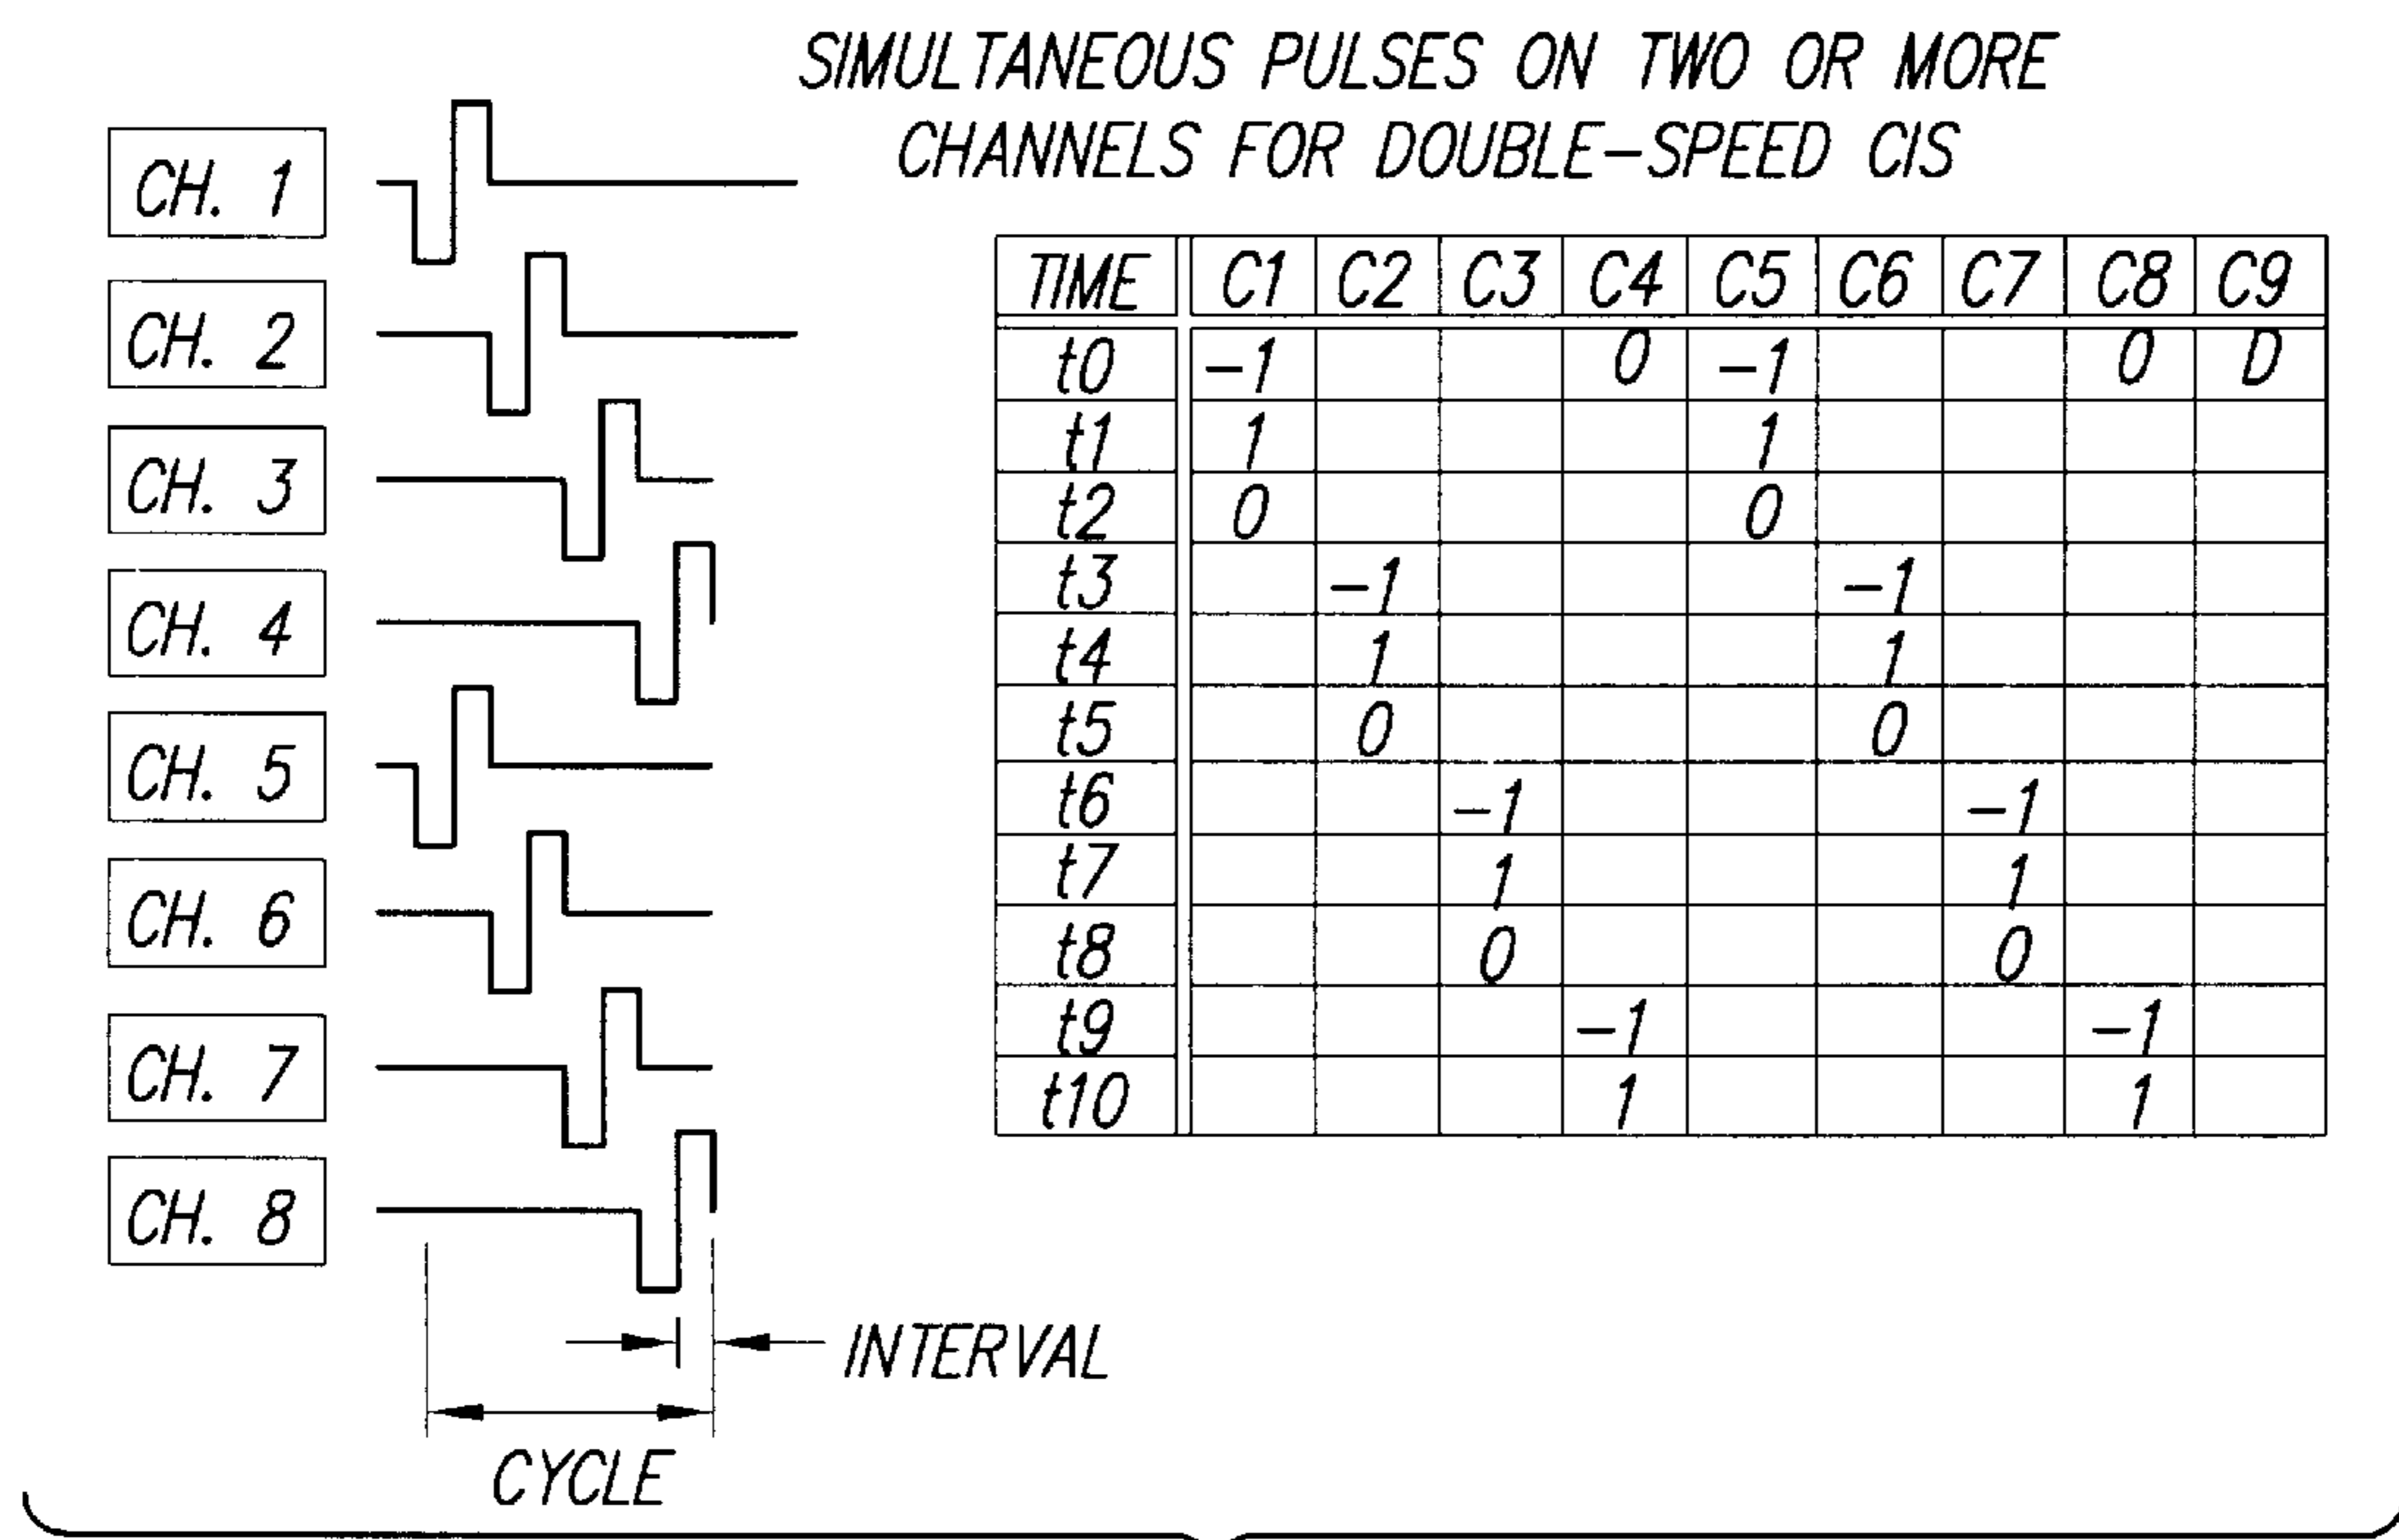 SIMULTANEOUS PULSES ON TWO OR MORE
CHANNELS FOR DOUBLE-SPEED CIS
CH. 1
CH. 2
CH. 3
CH. 4
CH. 5
CH. 6
CH. 7
CH. 8
INTERVAL
CYCLE
TIME C1 C2 C3 C4 C5 C6 C7 C8 C9
t0 -1 0 -1 0 D
t1 1 1
t2 0 0
t3 -1 -1
t4 1 1
t5 0 0
t6 -1 -1
t7 1 1
t8 0 0
t9 -1 -1
t10 1 1